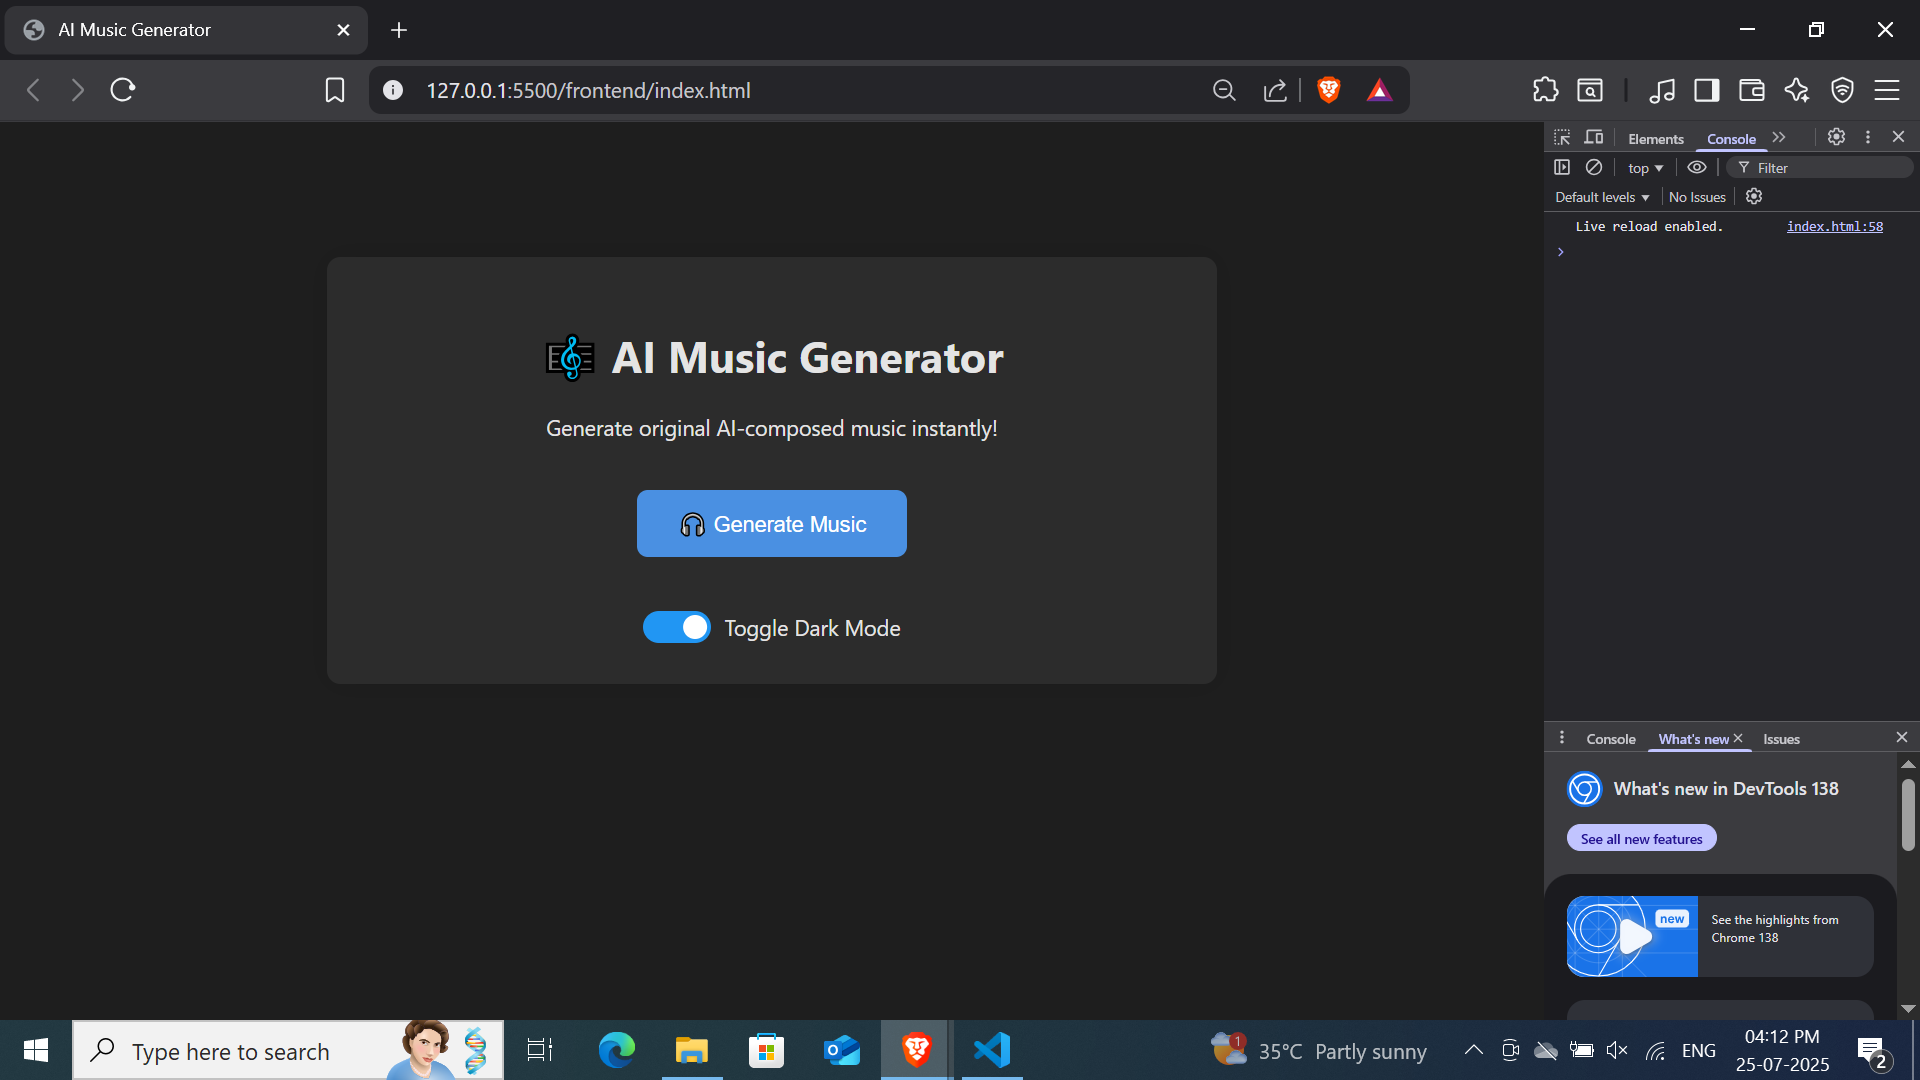 AI Music Generator
127.0.0.1:5500/frontend/index.html
Elements Console
top Filter
Default levels No Issues
Live reload enabled. index.html:58
AI Music Generator
Generate original AI-composed music instantly!
Generate Music
Toggle Dark Mode
Console What's new Issues
What's new in DevTools 138
See all new features
new
See the highlights from
Chrome 138
Type here to search
1
35°C Partly sunny
ENG
04:12 PM
25-07-2025
2